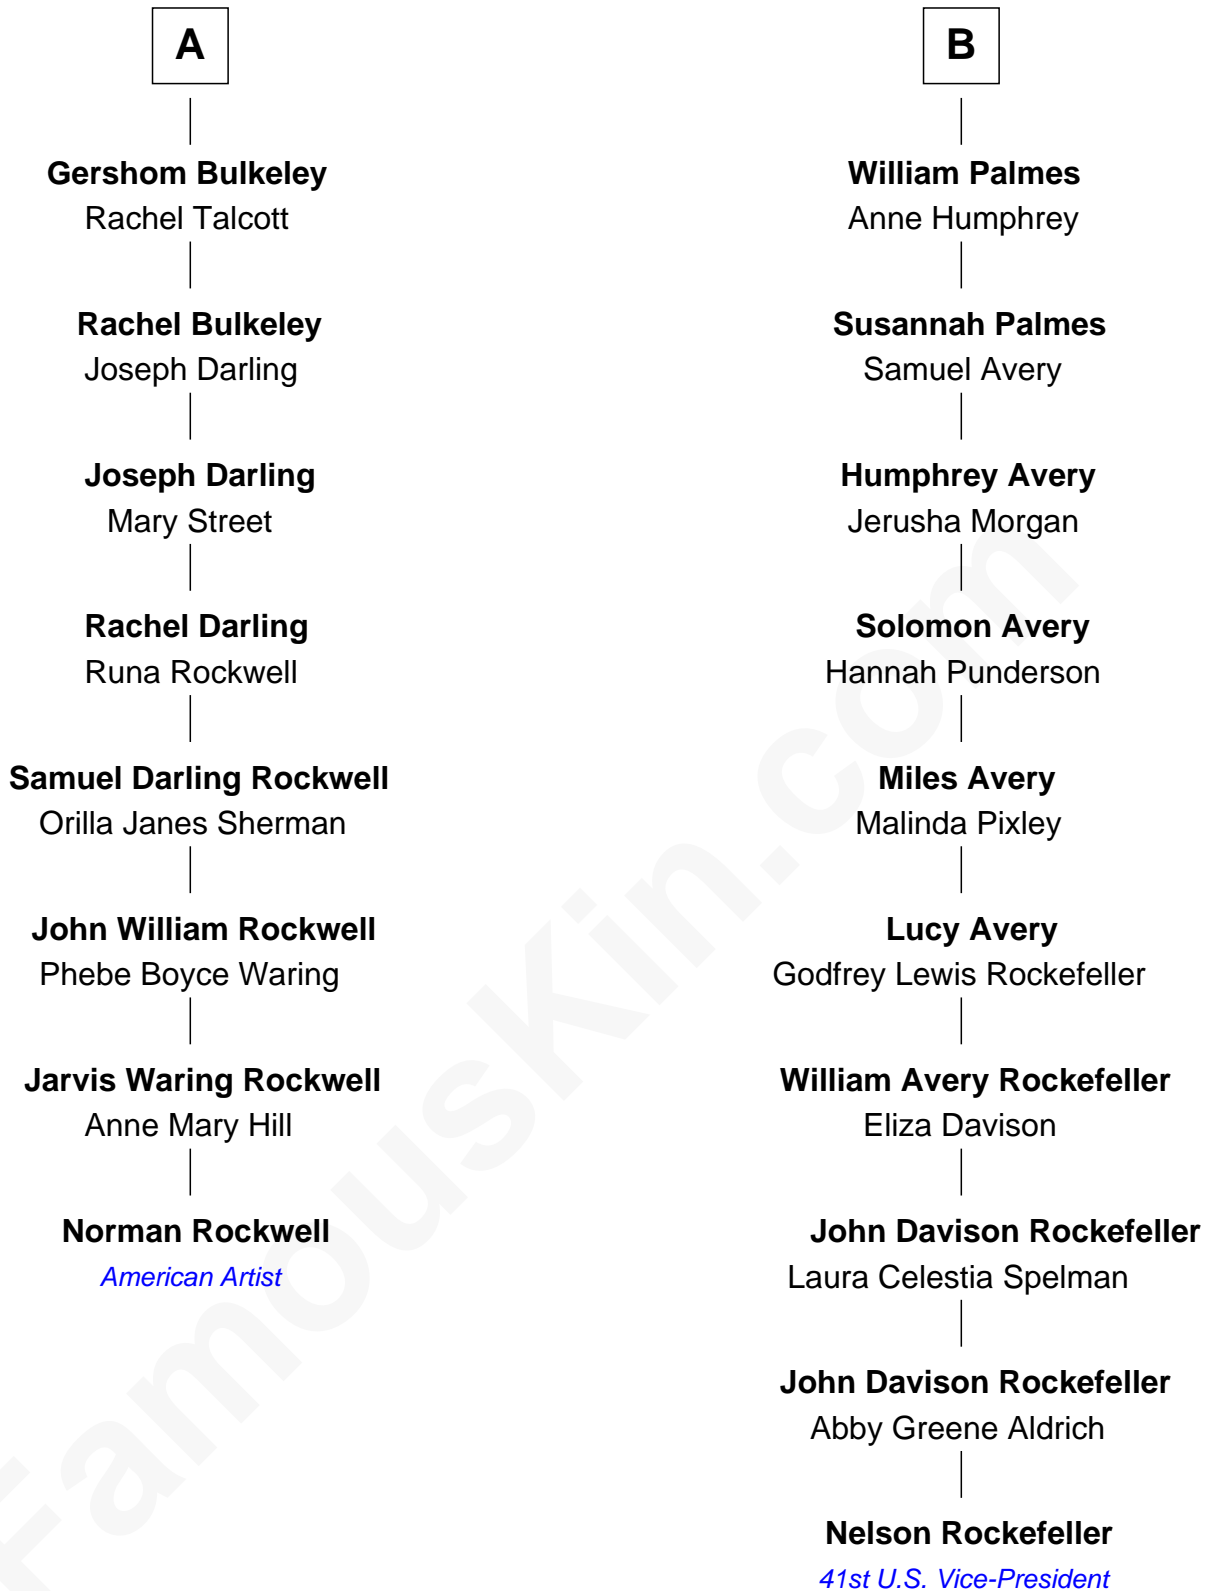 A
Gershom Bulkeley
Rachel Talcott
Rachel Bulkeley
Joseph Darling
Joseph Darling
Mary Street
Rachel Darling
Runa Rockwell
Samuel Darling Rockwell
Orilla Janes Sherman
John William Rockwell
Phebe Boyce Waring
Jarvis Waring Rockwell
Anne Mary Hill
Norman Rockwell
American Artist
B
William Palmes
Anne Humphrey
Susannah Palmes
Samuel Avery
Humphrey Avery
Jerusha Morgan
Solomon Avery
Hannah Punderson
Miles Avery
Malinda Pixley
Lucy Avery
Godfrey Lewis Rockefeller
William Avery Rockefeller
Eliza Davison
John Davison Rockefeller
Laura Celestia Spelman
John Davison Rockefeller
Abby Greene Aldrich
Nelson Rockefeller
41st U.S. Vice-President
FamousKin.com